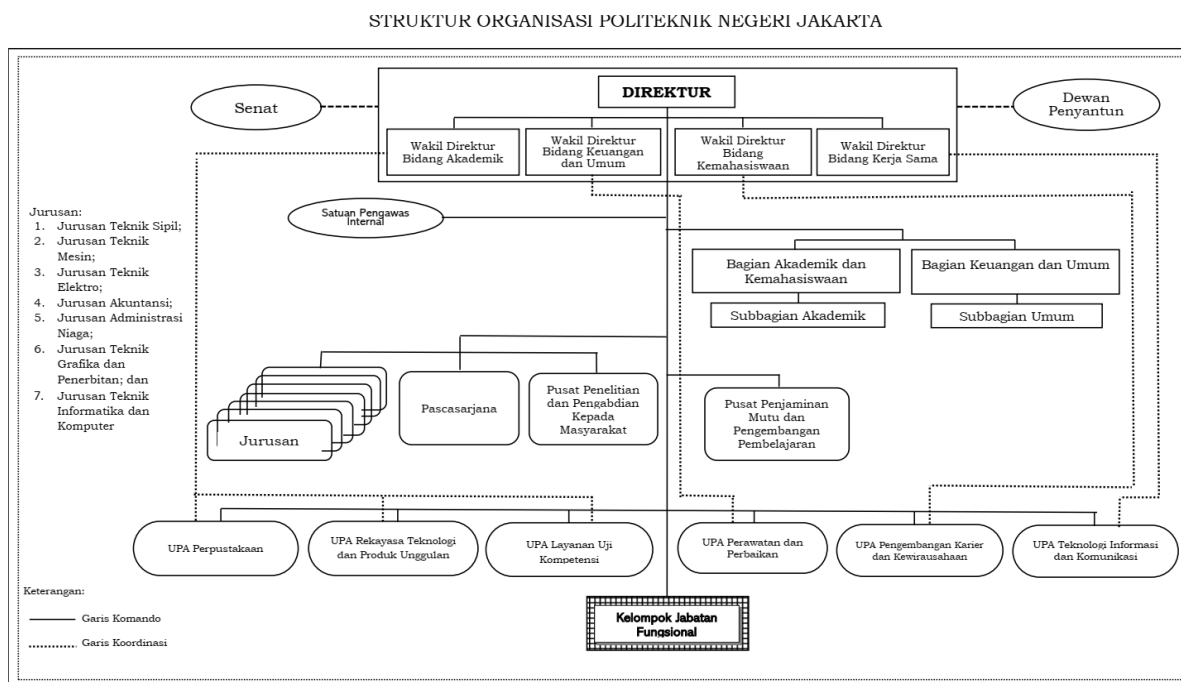 STRUKTUR ORGANISASI POLITEKNIK NEGERI JAKARTA
DIREKTUR
Senat
Dewan
Penyantun
Wakil Direktur
Bidang Akademik
Wakil Direktur
Bidang Keuangan
dan Umum
Wakil Direktur
Bidang
Kemahasiswaan
Wakil Direktur
Bidang Kerja Sama
Satuan Pengawas
Internal
Jurusan:
1. Jurusan Teknik Sipil;
2. Jurusan Teknik
Mesin;
3. Jurusan Teknik
Elektro;
4. Jurusan Akuntansi;
5. Jurusan Administrasi
Niaga;
6. Jurusan Teknik
Grafika dan
Penerbitan; dan
7. Jurusan Teknik
Informatika dan
Komputer
Bagian Akademik dan
Kemahasiswaan
Bagian Keuangan dan Umum
Subbagian Akademik
Subbagian Umum
Jurusan
Pascasarjana
Pusat Penelitian
dan Pengabdian
Kepada
Masyarakat
Pusat Penjaminan
Mutu dan
Pengembangan
Pembelajaran
UPA Perpustakaan
UPA Rekayasa Teknologi
dan Produk Unggulan
UPA Layanan Uji
Kompetensi
UPA Perawatan dan
Perbaikan
UPA Pengembangan Karier
dan Kewirausahaan
UPA Teknologi Informasi
dan Komunikasi
Keterangan:
Garis Komando
Garis Koordinasi
Kelompok Jabatan
Fungsional